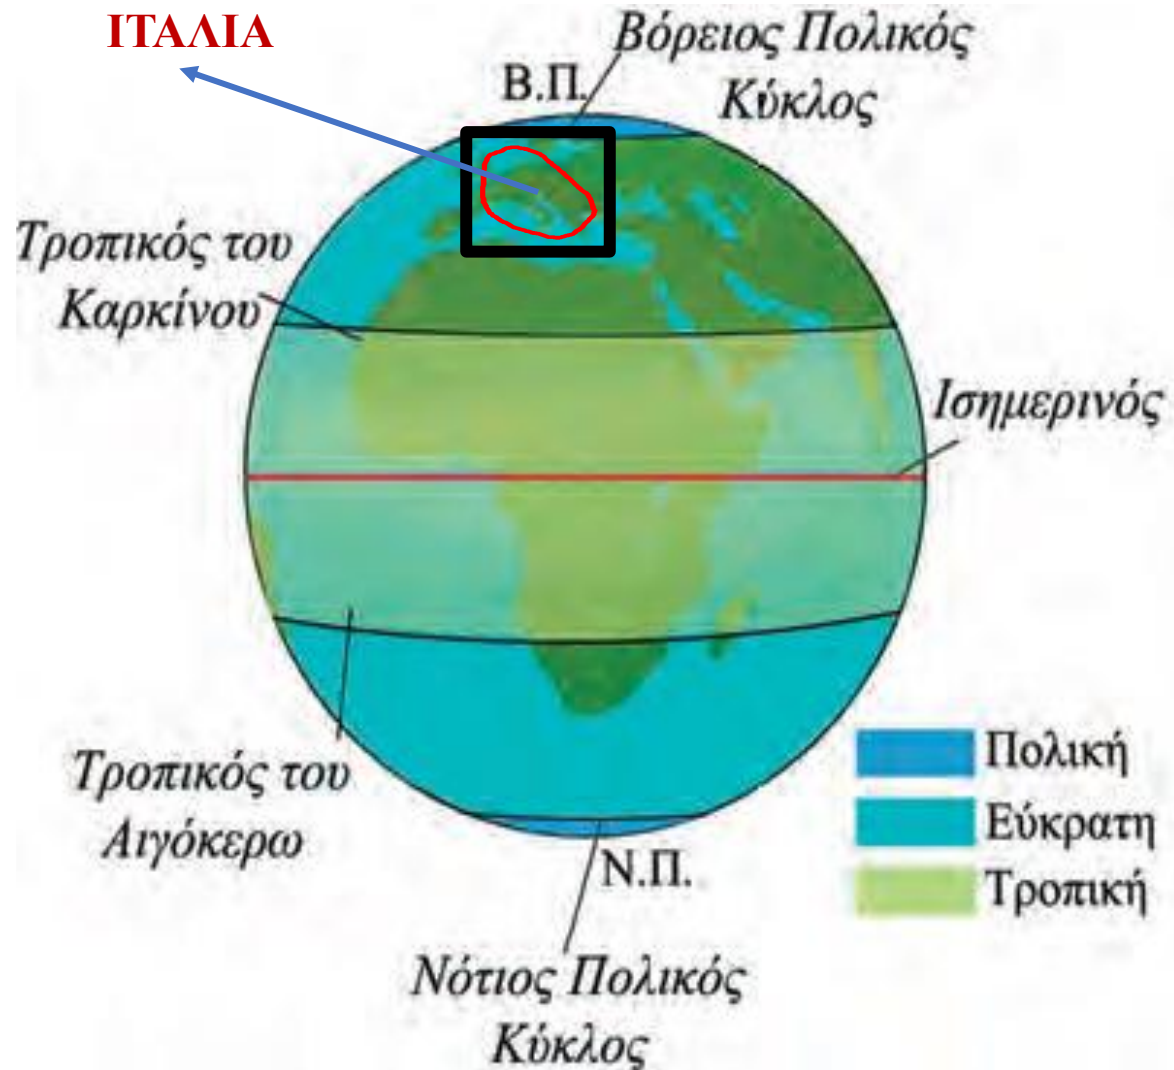 ΙΤΑΛΙΑ
Βόρειος Πολικός
Κύκλος
Β.Π.
Τροπικός του
Καρκίνου
Ισημερινός
Τροπικός του
Αιγόκερω
Πολική
Εύκρατη
Τροπική
Ν.Π.
Νότιος Πολικός
Κύκλος